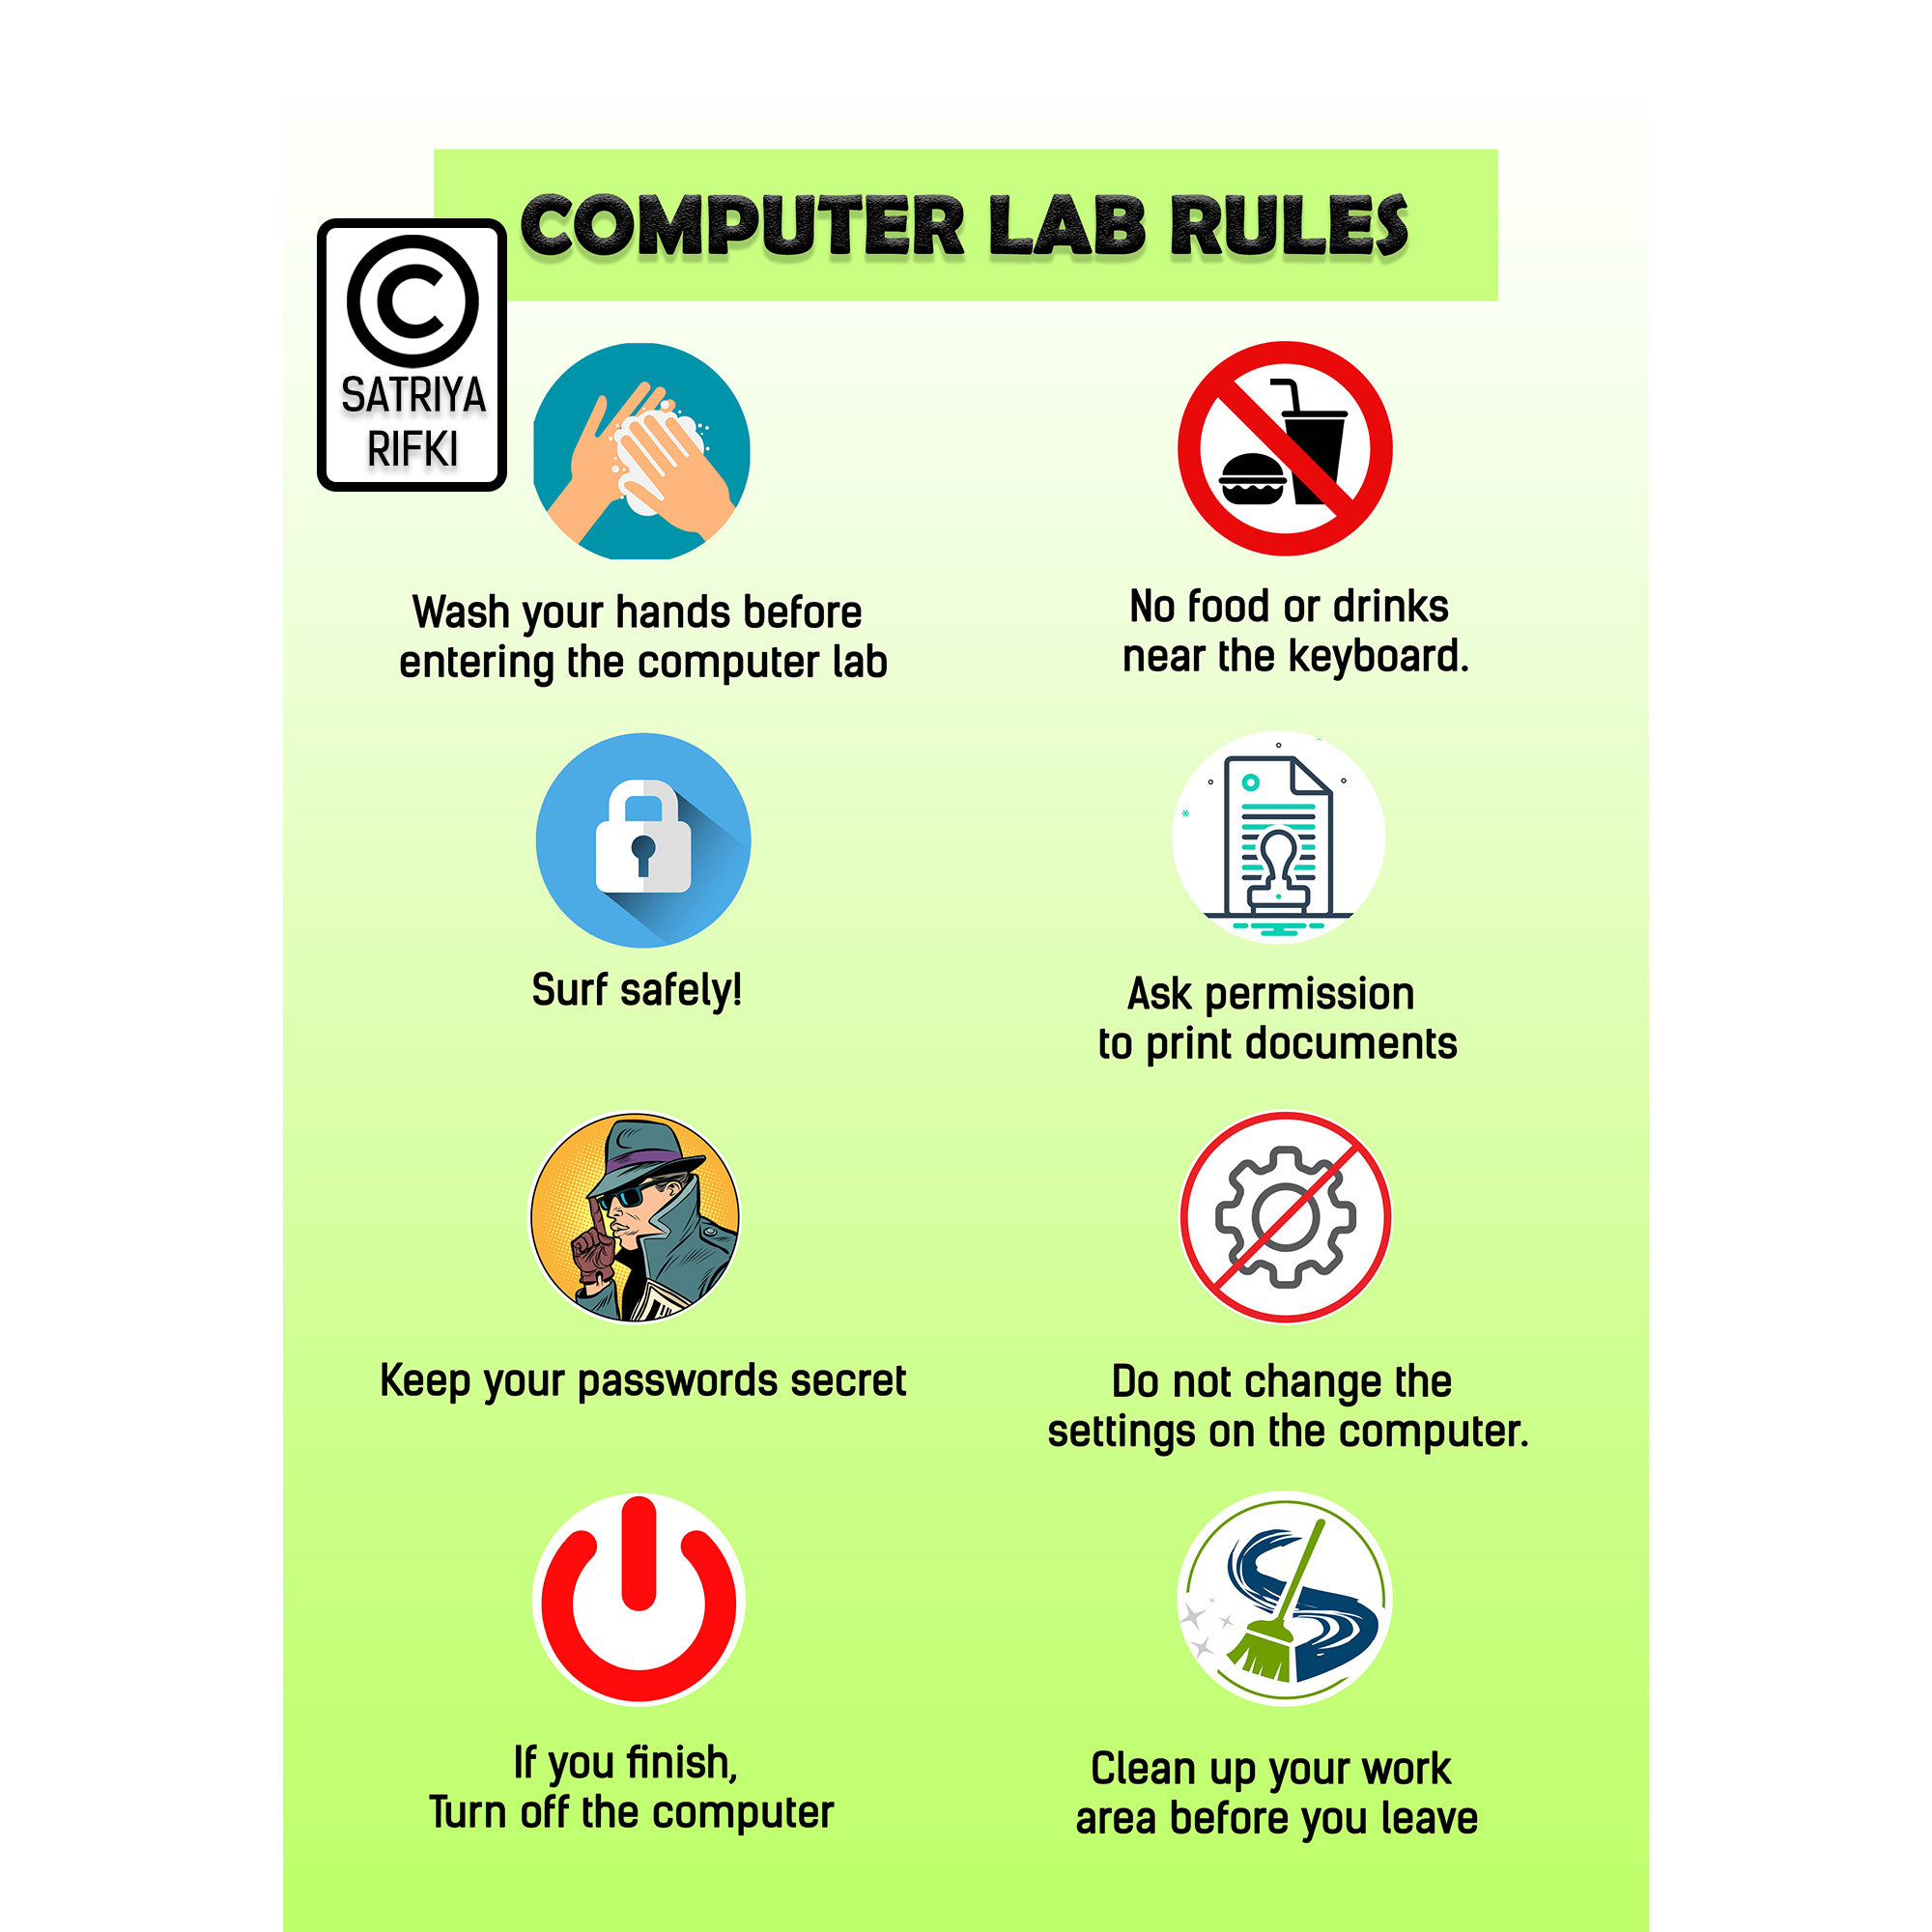 COMPUTER LAB RULES
©
SATRIYA
RIFKI
Wash your hands before
entering the computer lab
No food or drinks
near the keyboard.
Surf safely!
Ask permission
to print documents
Keep your passwords secret
Do not change the
settings on the computer.
If you finish,
Turn off the computer
Clean up your work
area before you leave